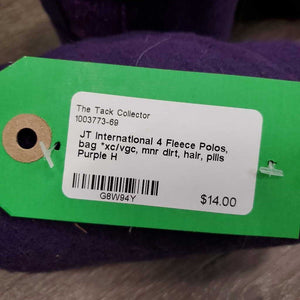 The Tack Collector
1003773-69
JT International 4 Fleece Polos,
bag *xc/vgc, mnr dirt, hair, pills
Purple H
G8W94Y
$14.00